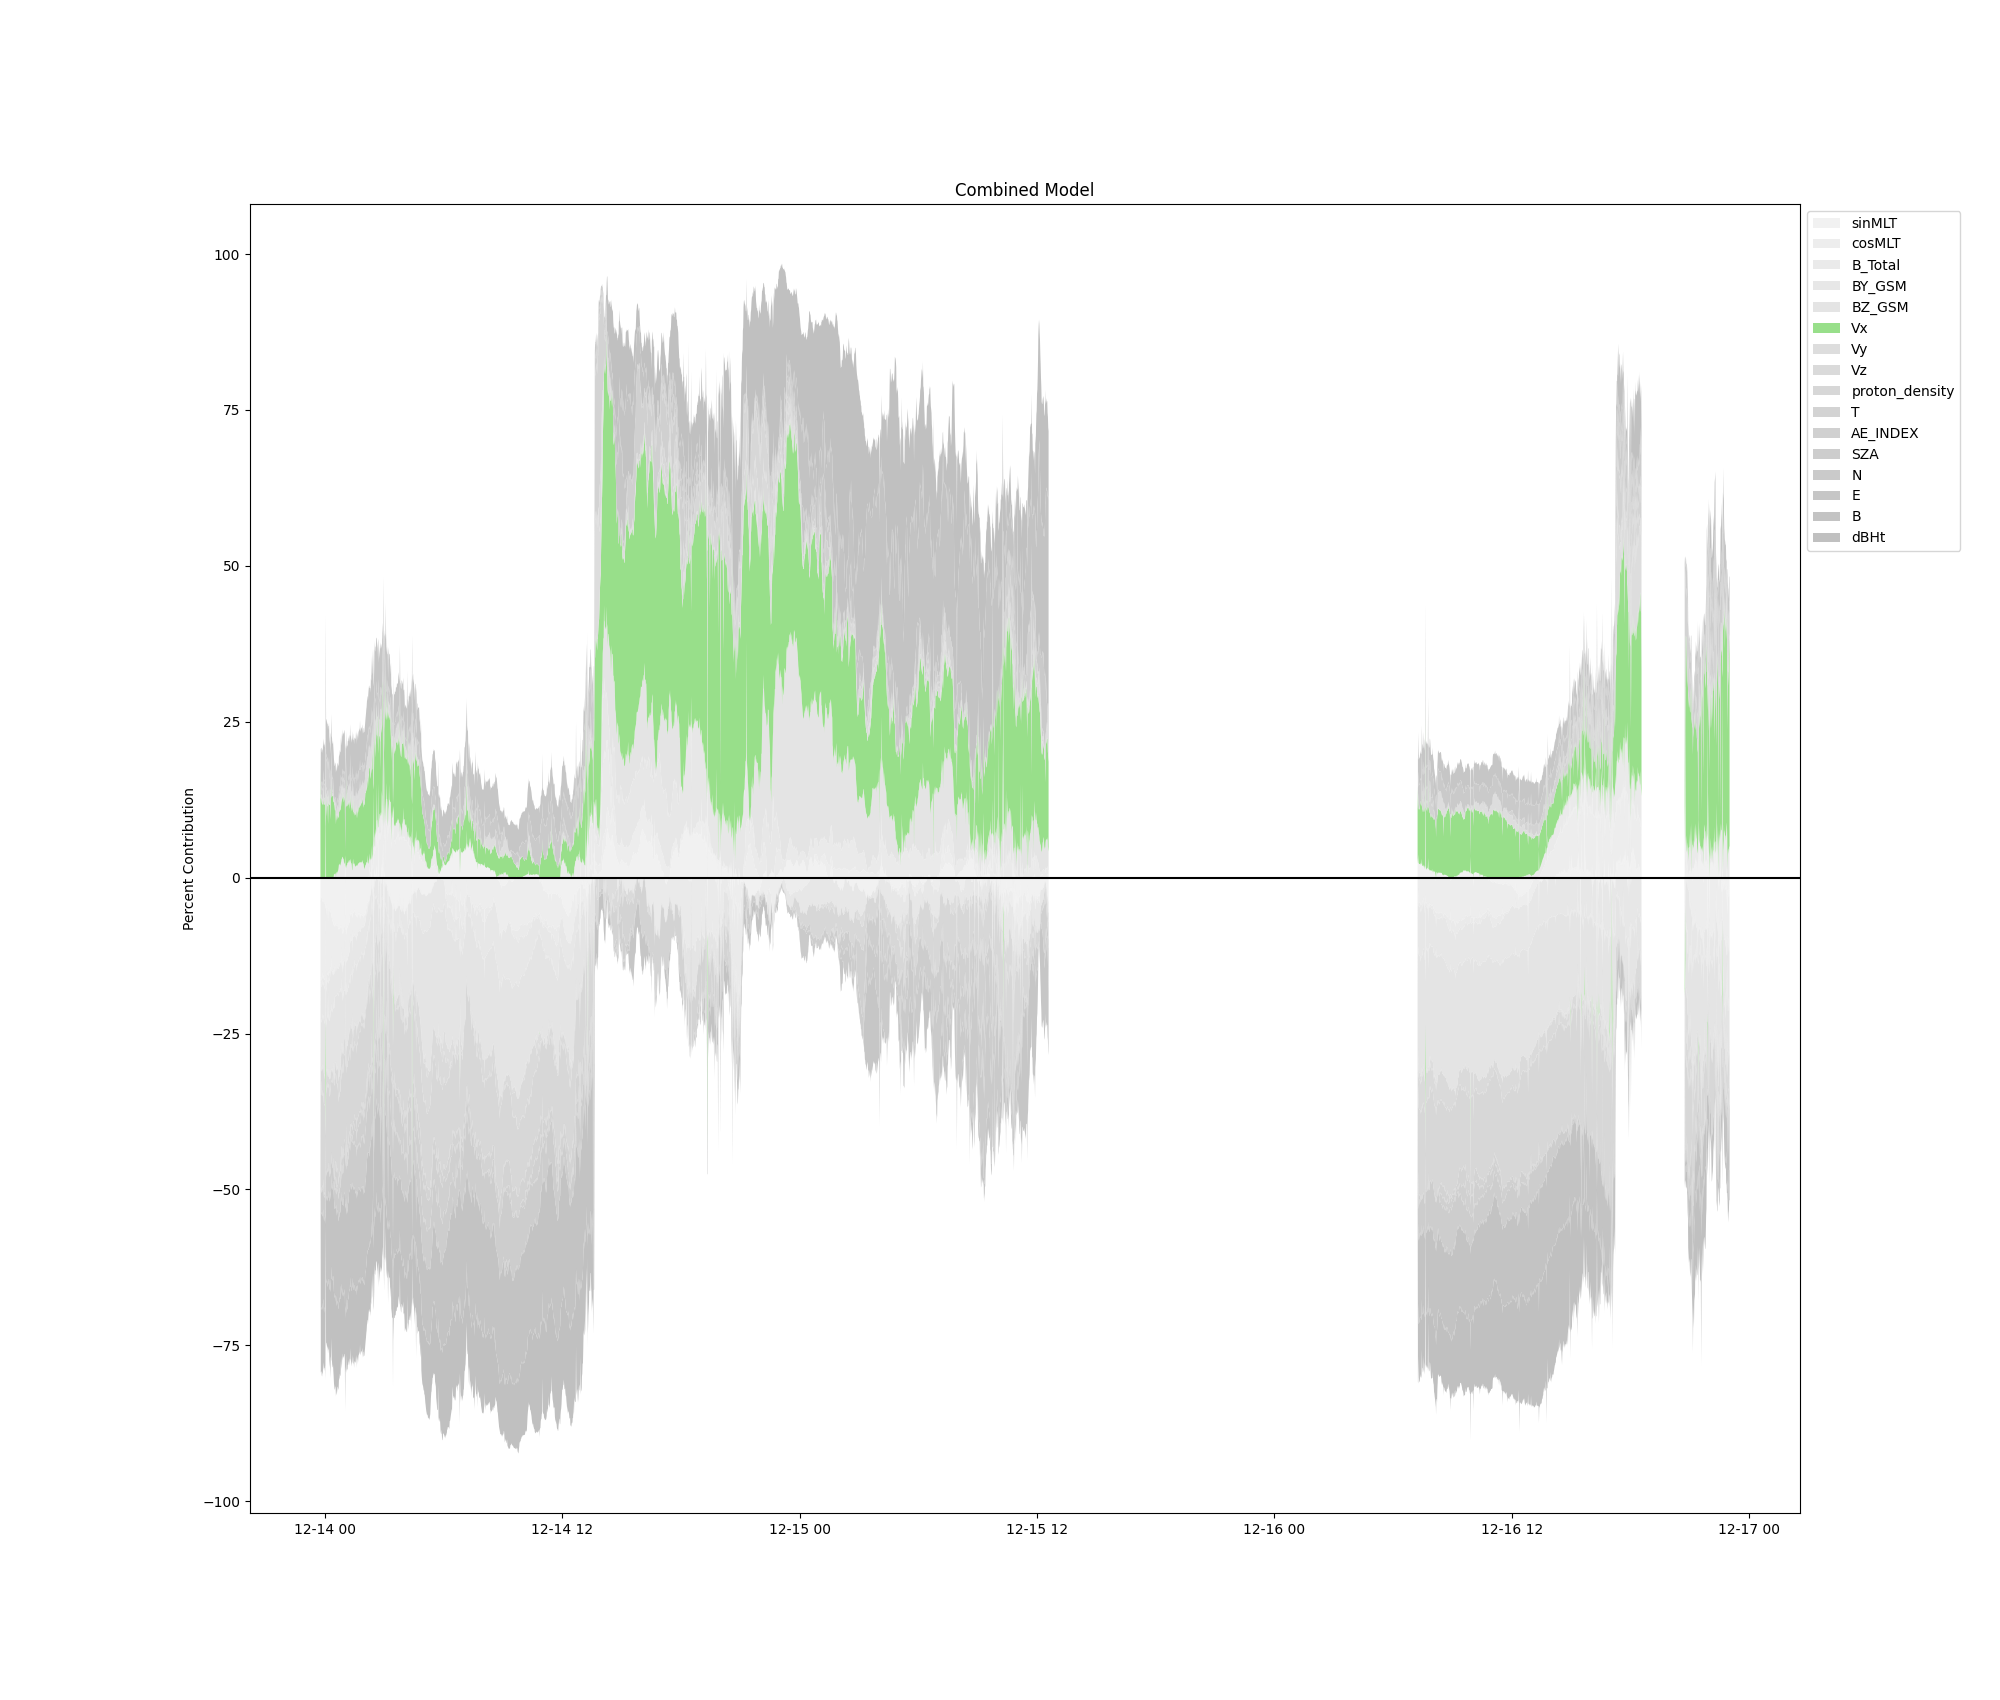 Combined Model
Percent Contribution
100
75
50
25
0
−25
−50
−75
−100
12-14 00
12-14 12
12-15 00
12-15 12
12-16 00
12-16 12
12-17 00
sinMLT
cosMLT
B_Total
BY_GSM
BZ_GSM
Vx
Vy
Vz
proton_density
T
AE_INDEX
SZA
N
E
B
dBHt